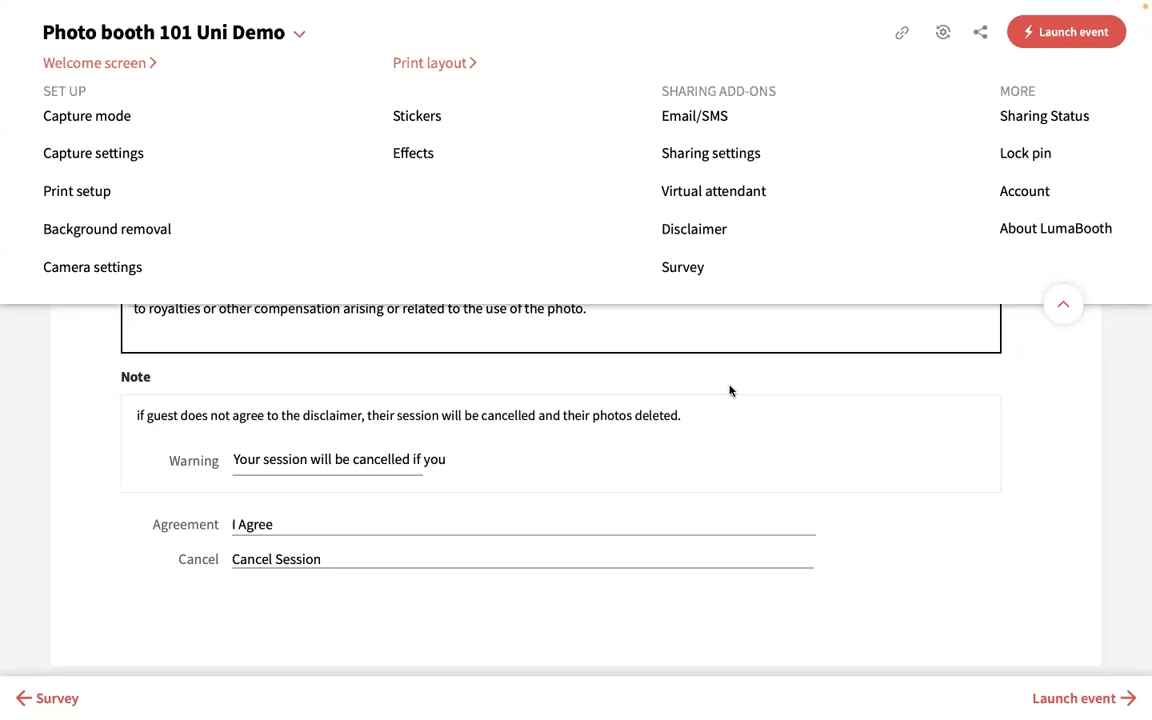 Photo booth 101 Uni Demo
Launch event
Welcome screen
Print layout
SET UP
SHARING ADD-ONS
MORE
Capture mode
Stickers
Email/SMS
Sharing Status
Capture settings
Effects
Sharing settings
Lock pin
Print setup
Virtual attendant
Account
Background removal
Disclaimer
About LumaBooth
Camera settings
Survey
to royalties or other compensation arising or related to the use of the photo.
Note
if guest does not agree to the disclaimer, their session will be cancelled and their photos deleted.
Warning Your session will be cancelled if you
Agreement I Agree
Cancel Cancel Session
Survey
Launch event